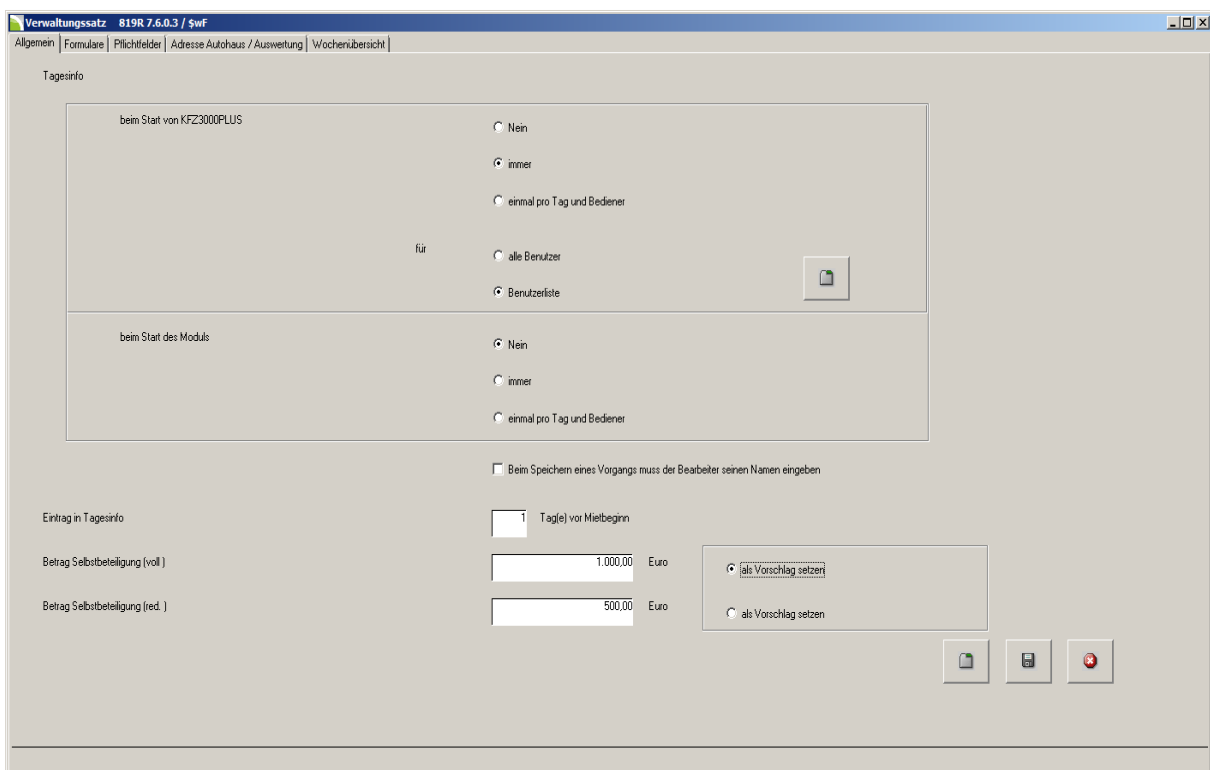 Verwaltungssatz 819R 7.6.0.3 / $wF
Allgemein Formulare Pflichtfelder Adresse Autohaus / Auswertung Wochenübersicht
Tagesinfo
beim Start von KFZ3000PLUS
Nein
immer
einmal pro Tag und Bediener
für
alle Benutzer
Benutzerliste
beim Start des Moduls
Nein
immer
einmal pro Tag und Bediener
Beim Speichern eines Vorgangs muss der Bearbeiter seinen Namen eingeben
Eintrag in Tagesinfo 1 Tag(e) vor Mietbeginn
Betrag Selbstbeteiligung (voll ) 1.000,00 Euro als Vorschlag setzen
Betrag Selbstbeteiligung (red. ) 500,00 Euro als Vorschlag setzen